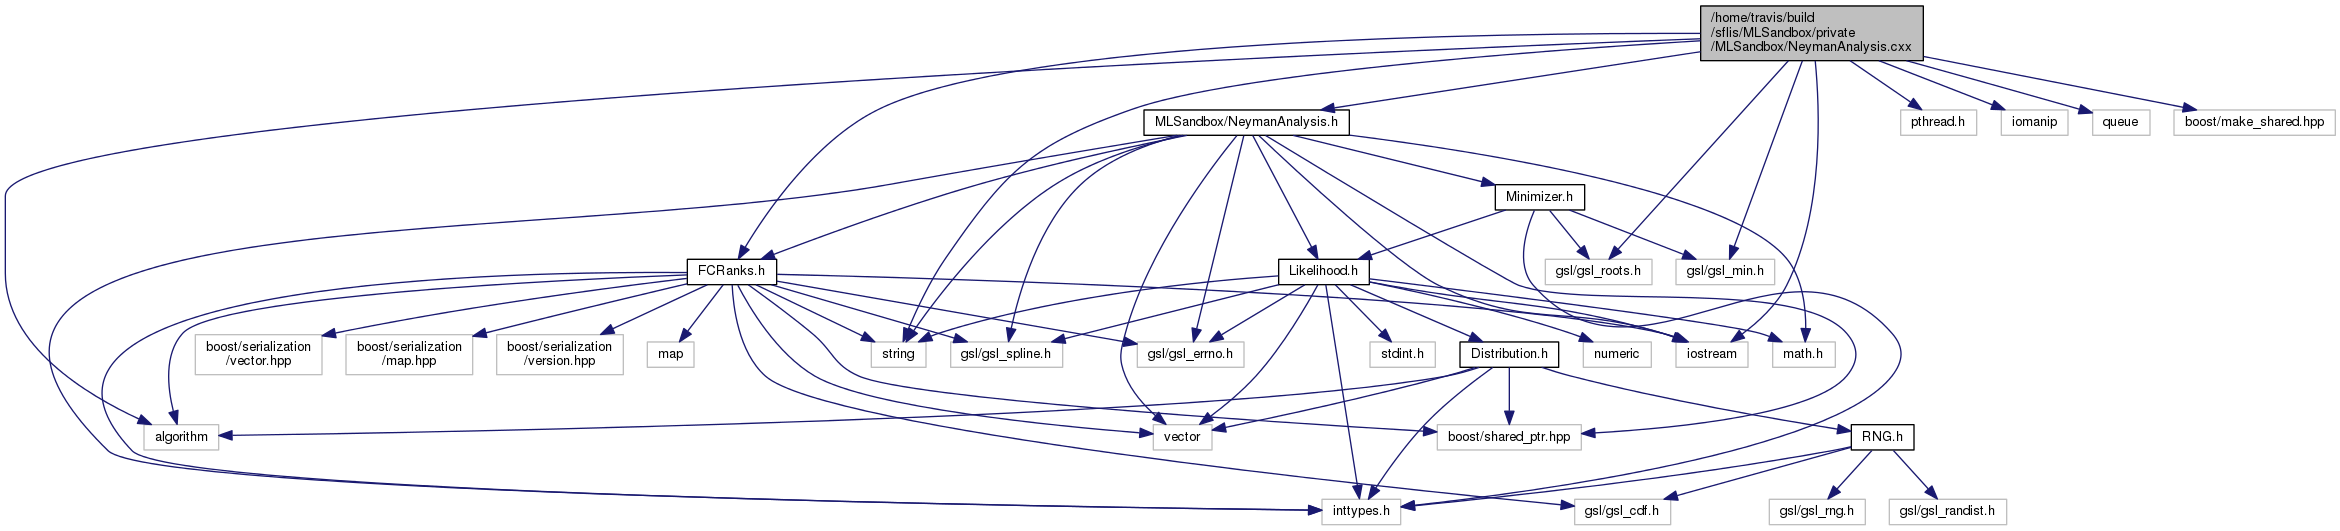 /home/travis/build
/sflis/MLSandbox/private
/MLSandbox/NeymanAnalysis.cxx
MLSandbox/NeymanAnalysis.h
pthread.h
iomanip
queue
boost/make_shared.hpp
Minimizer.h
FCRanks.h
Likelihood.h
gsl/gsl_roots.h
gsl/gsl_min.h
boost/serialization
/vector.hpp
boost/serialization
/map.hpp
boost/serialization
/version.hpp
map
string
gsl/gsl_spline.h
gsl/gsl_errno.h
stdint.h
Distribution.h
numeric
iostream
math.h
algorithm
vector
boost/shared_ptr.hpp
RNG.h
inttypes.h
gsl/gsl_cdf.h
gsl/gsl_rng.h
gsl/gsl_randist.h